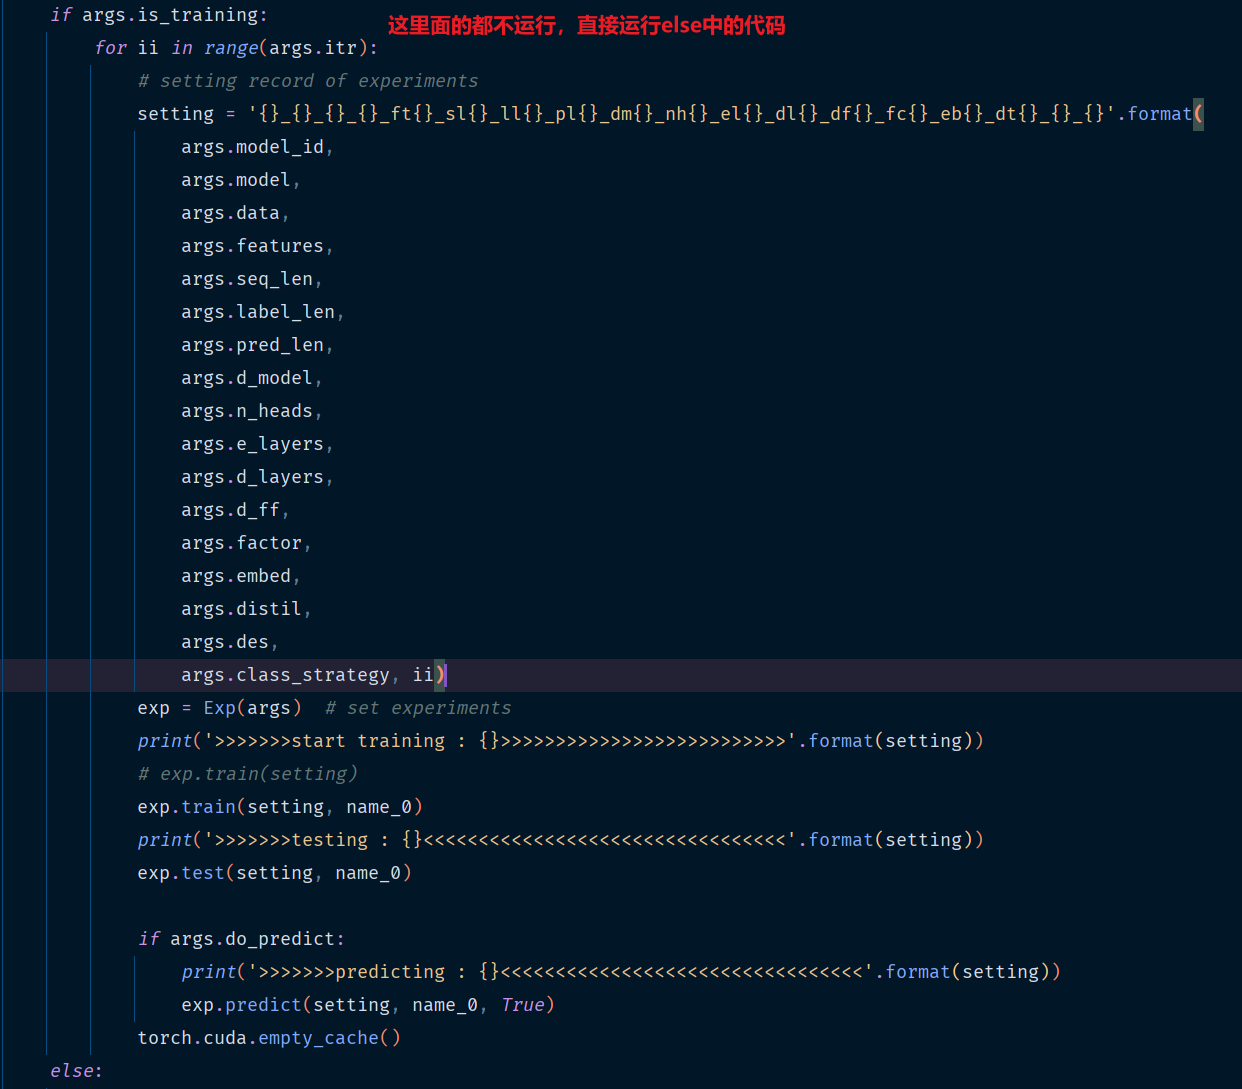 if args.is_training:
这里面的都不运行，直接运行else中的代码
for ii in range(args.itr):
# setting record of experiments
setting = '{}_{}_{}_{}_ft{}_sl{}_ll{}_pl{}_dm{}_nh{}_el{}_dl{}_df{}_fc{}_eb{}_dt{}_{}_{}'.format(
args.model_id,
args.model,
args.data,
args.features,
args.seq_len,
args.label_len,
args.pred_len,
args.d_model,
args.n_heads,
args.e_layers,
args.d_layers,
args.d_ff,
args.factor,
args.embed,
args.distil,
args.des,
args.class_strategy, ii)
exp = Exp(args)  # set experiments
print('>>>>>>>start training : {}>>>>>>>>>>>>>>>>>>>>>>>>>>'.format(setting))
# exp.train(setting)
exp.train(setting, name_0)
print('>>>>>>>testing : {}<<<<<<<<<<<<<<<<<<<<<<<<<<<<<<<<<'.format(setting))
exp.test(setting, name_0)
if args.do_predict:
print('>>>>>>>predicting : {}<<<<<<<<<<<<<<<<<<<<<<<<<<<<<<<<<'.format(setting))
exp.predict(setting, name_0, True)
torch.cuda.empty_cache()
else: